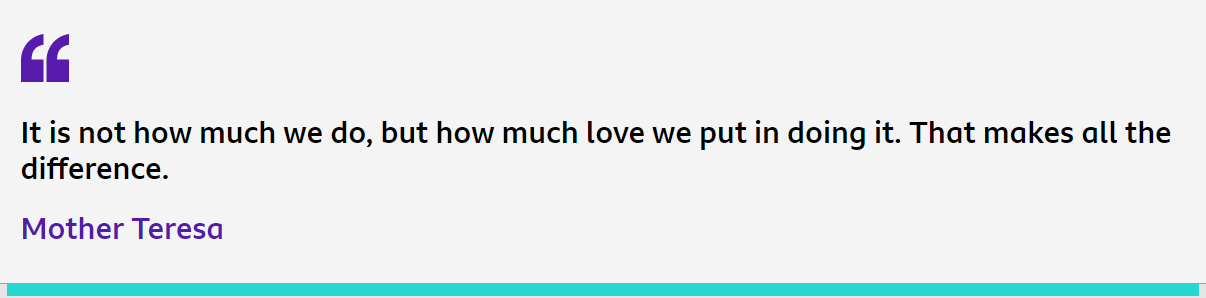 “
It is not how much we do, but how much love we put in doing it. That makes all the
difference.
Mother Teresa